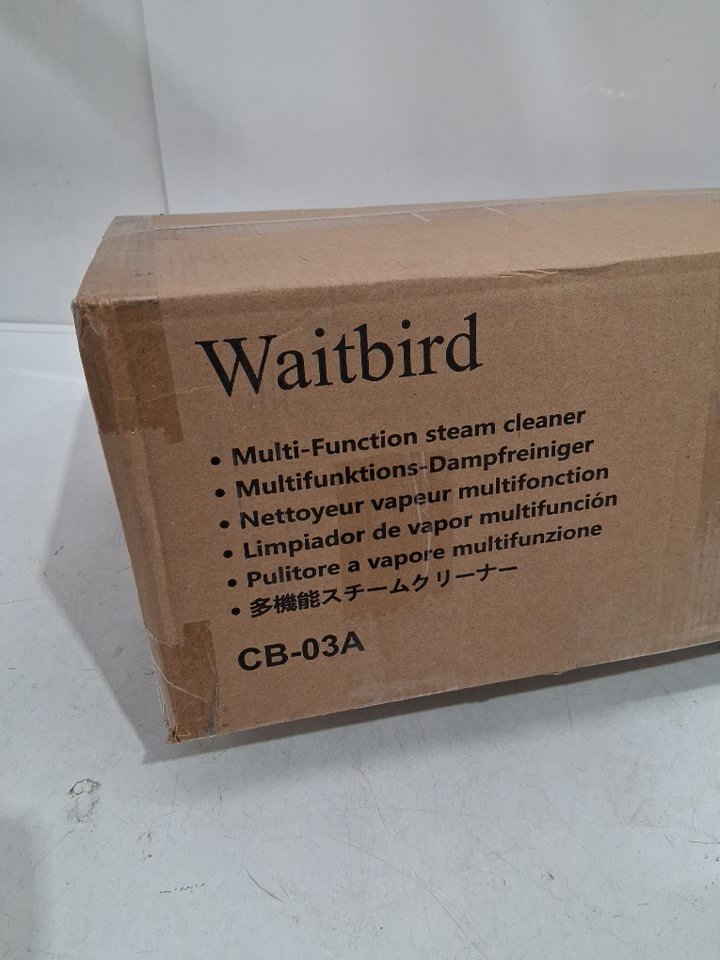 Waitbird
• Multi-Function steam cleaner
• Multifunktions-Dampfreiniger
• Nettoyeur vapeur multifonction
• Limpiador de vapor multifunción
• Pulitore a vapore multifunzione
• 多機能スチームクリーナー
CB-03A